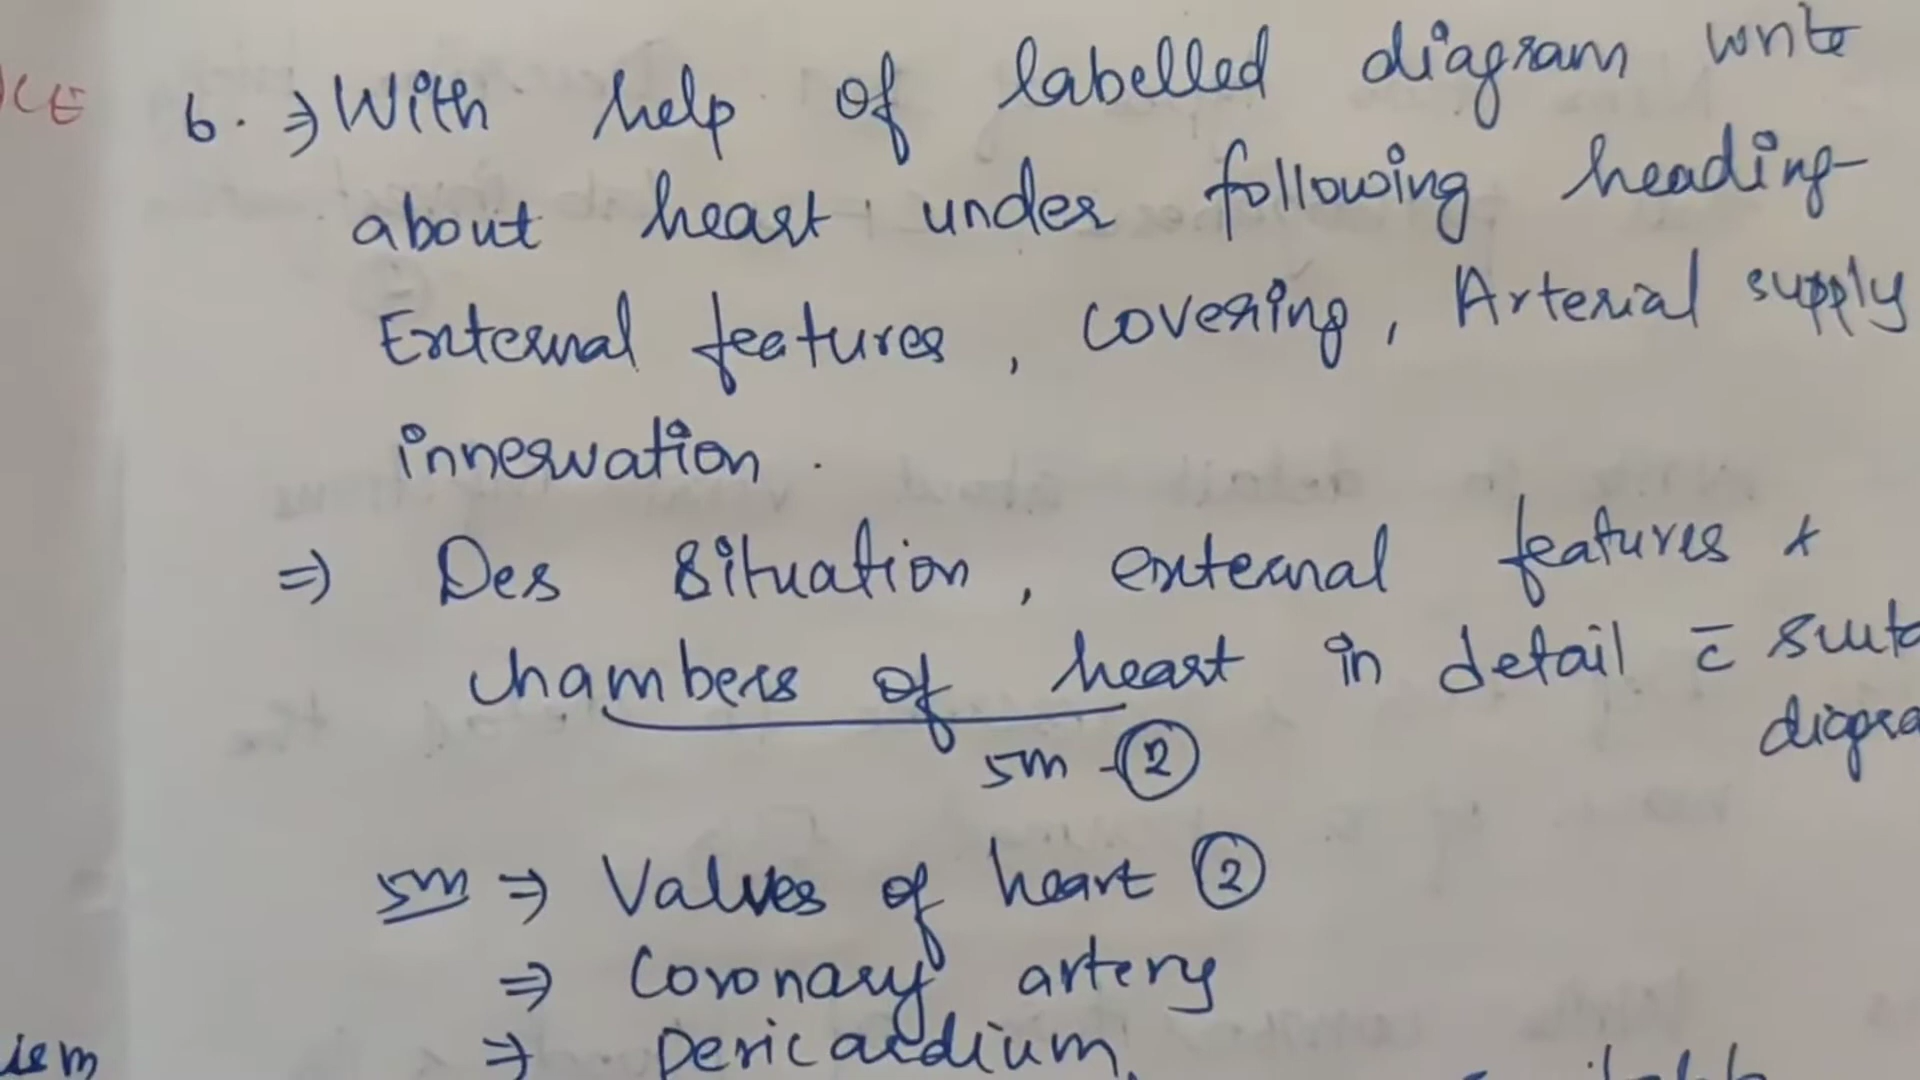 6. ⇒ With help of labelled diagram write
about heart under following heading-
External features, covering, Arterial supply
innervation.
⇒ Des situation, external features &
chambers of heart in detail c̄
5m - ②
5m ⇒ Valves of heart ②
⇒ Coronary artery
⇒ pericardium.